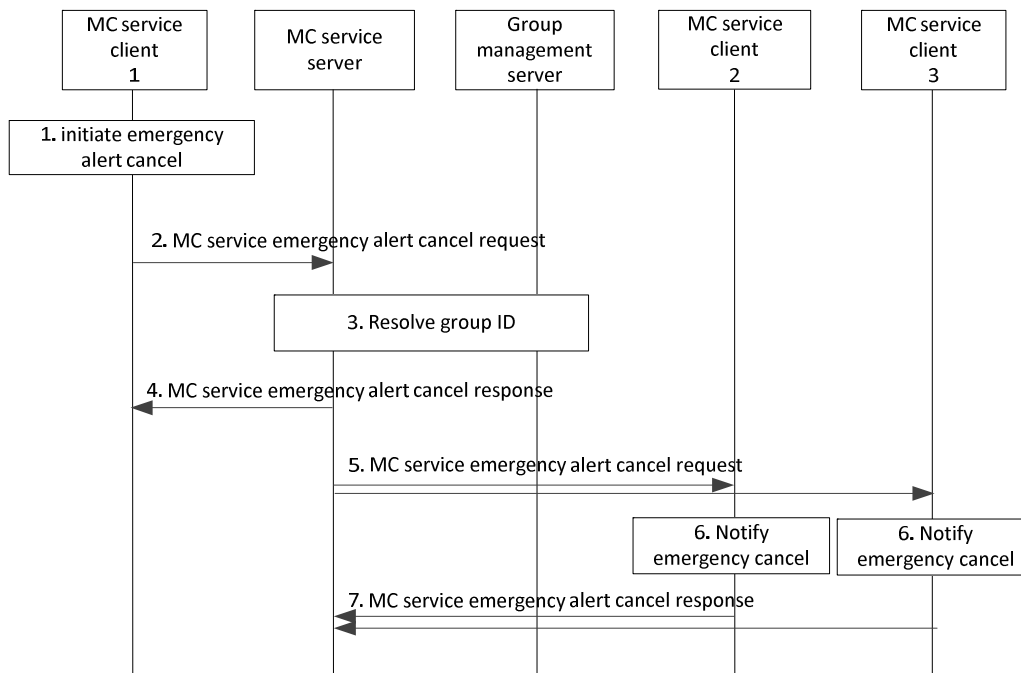 MC service
client
1
MC service
server
Group
management
server
MC service
client
2
MC service
client
3
1. initiate emergency
alert cancel
2. MC service emergency alert cancel request
3. Resolve group ID
4. MC service emergency alert cancel response
5. MC service emergency alert cancel request
6. Notify
emergency cancel
6. Notify
emergency cancel
7. MC service emergency alert cancel response